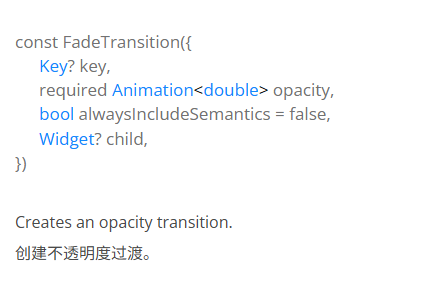 const FadeTransition({
Key? key,
required Animation<double> opacity,
bool alwaysIncludeSemantics = false,
Widget? child,
})
Creates an opacity transition.
创建不透明度过渡。